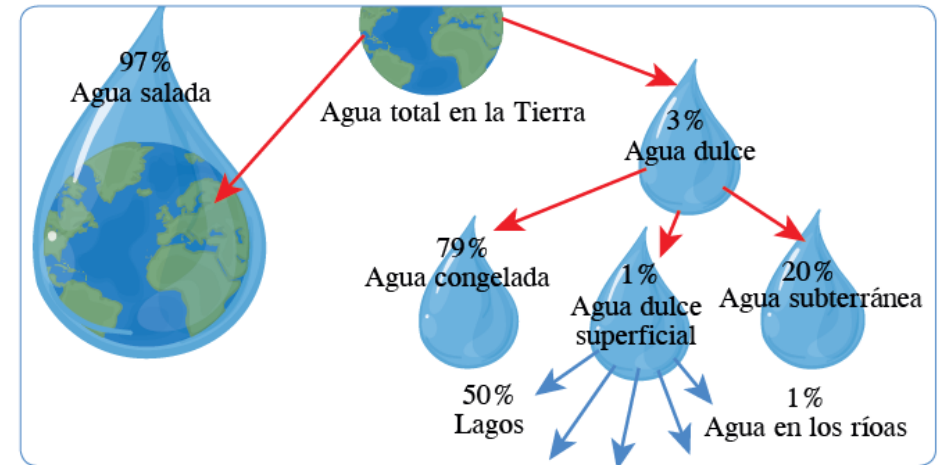 97%
Agua salada
Agua total en la Tierra
3%
Agua dulce
79%
Agua congelada
1%
Agua dulce
superficial
20%
Agua subterránea
50%
Lagos
1%
Agua en los ríoas